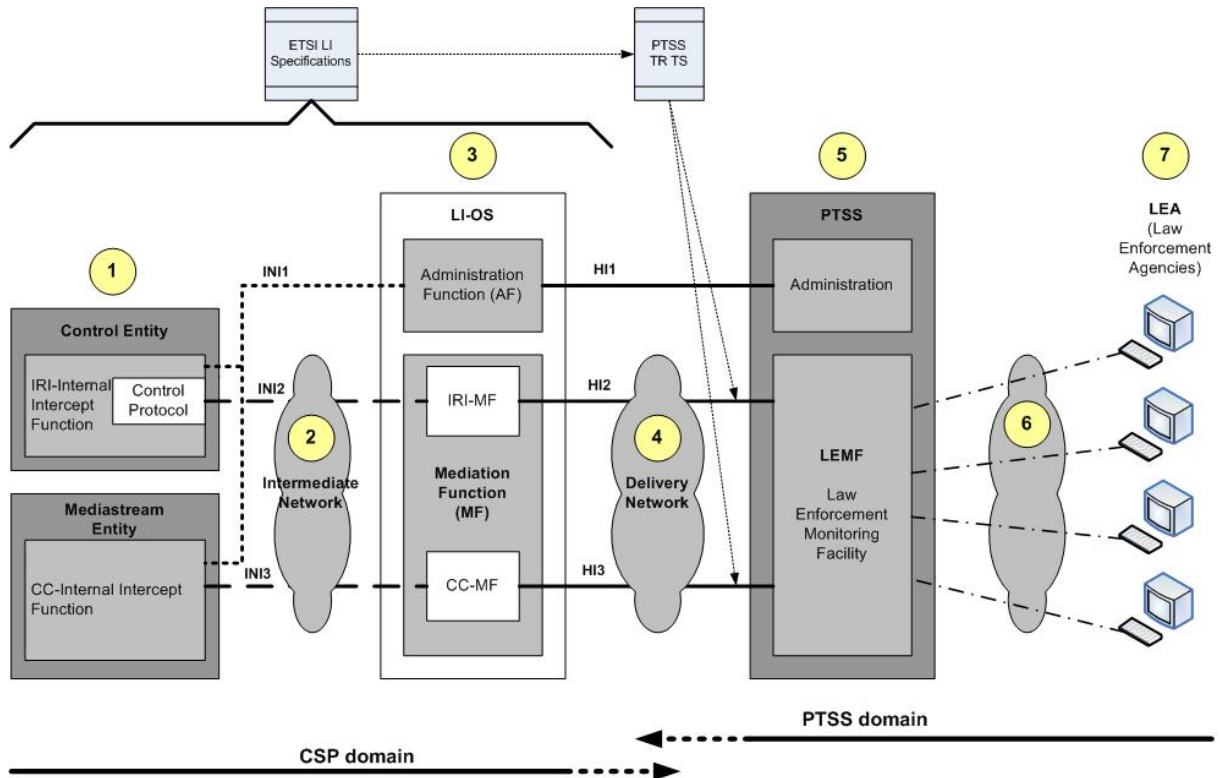 ETSI LI
Specifications
PTSS
TR TS
1
2
3
4
5
6
7
LI-OS
PTSS
LEA
(Law
Enforcement
Agencies)
INI1
Administration
Function (AF)
HI1
Administration
Control Entity
IRI-Internal
Intercept
Function
Control
Protocol
INI2
IRI-MF
HI2
Intermediate
Network
Mediation
Function
(MF)
Delivery
Network
LEMF
Law
Enforcement
Monitoring
Facility
Mediastream
Entity
CC-Internal Intercept
Function
INI3
CC-MF
HI3
PTSS domain
CSP domain